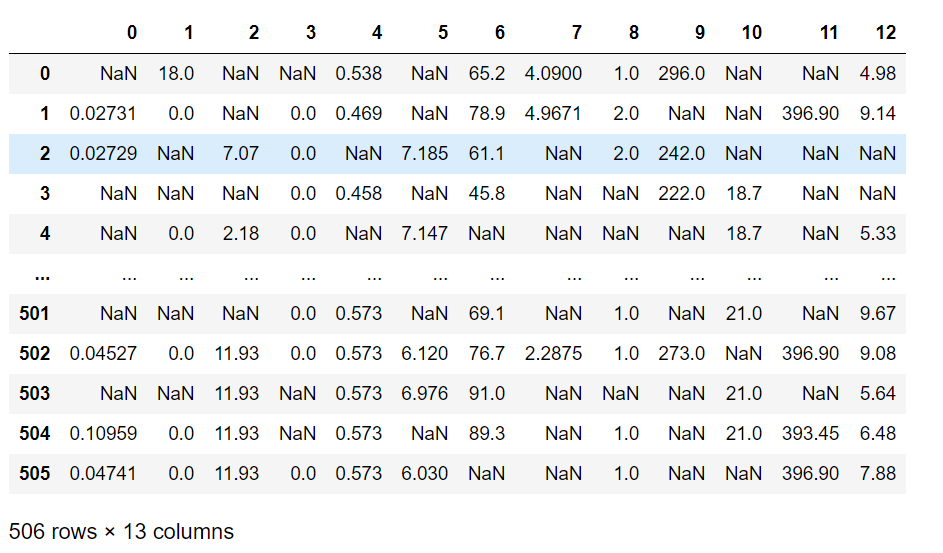 0 1 2 3 4 5 6 7 8 9 10 11 12
0 NaN 18.0 NaN NaN 0.538 NaN 65.2 4.0900 1.0 296.0 NaN NaN 4.98
1 0.02731 0.0 NaN 0.0 0.469 NaN 78.9 4.9671 2.0 NaN NaN 396.90 9.14
2 0.02729 NaN 7.07 0.0 NaN 7.185 61.1 NaN 2.0 242.0 NaN NaN NaN
3 NaN NaN NaN 0.0 0.458 NaN 45.8 NaN NaN 222.0 18.7 NaN NaN
4 NaN 0.0 2.18 0.0 NaN 7.147 NaN NaN NaN NaN 18.7 NaN 5.33
... ... ... ... ... ... ... ... ... ... ... ... ... ...
501 NaN NaN NaN 0.0 0.573 NaN 69.1 NaN 1.0 NaN 21.0 NaN 9.67
502 0.04527 0.0 11.93 0.0 0.573 6.120 76.7 2.2875 1.0 273.0 NaN 396.90 9.08
503 NaN NaN 11.93 NaN 0.573 6.976 91.0 NaN NaN NaN 21.0 NaN 5.64
504 0.10959 0.0 11.93 NaN 0.573 NaN 89.3 NaN 1.0 NaN 21.0 393.45 6.48
505 0.04741 0.0 11.93 0.0 0.573 6.030 NaN NaN 1.0 NaN NaN 396.90 7.88
506 rows × 13 columns